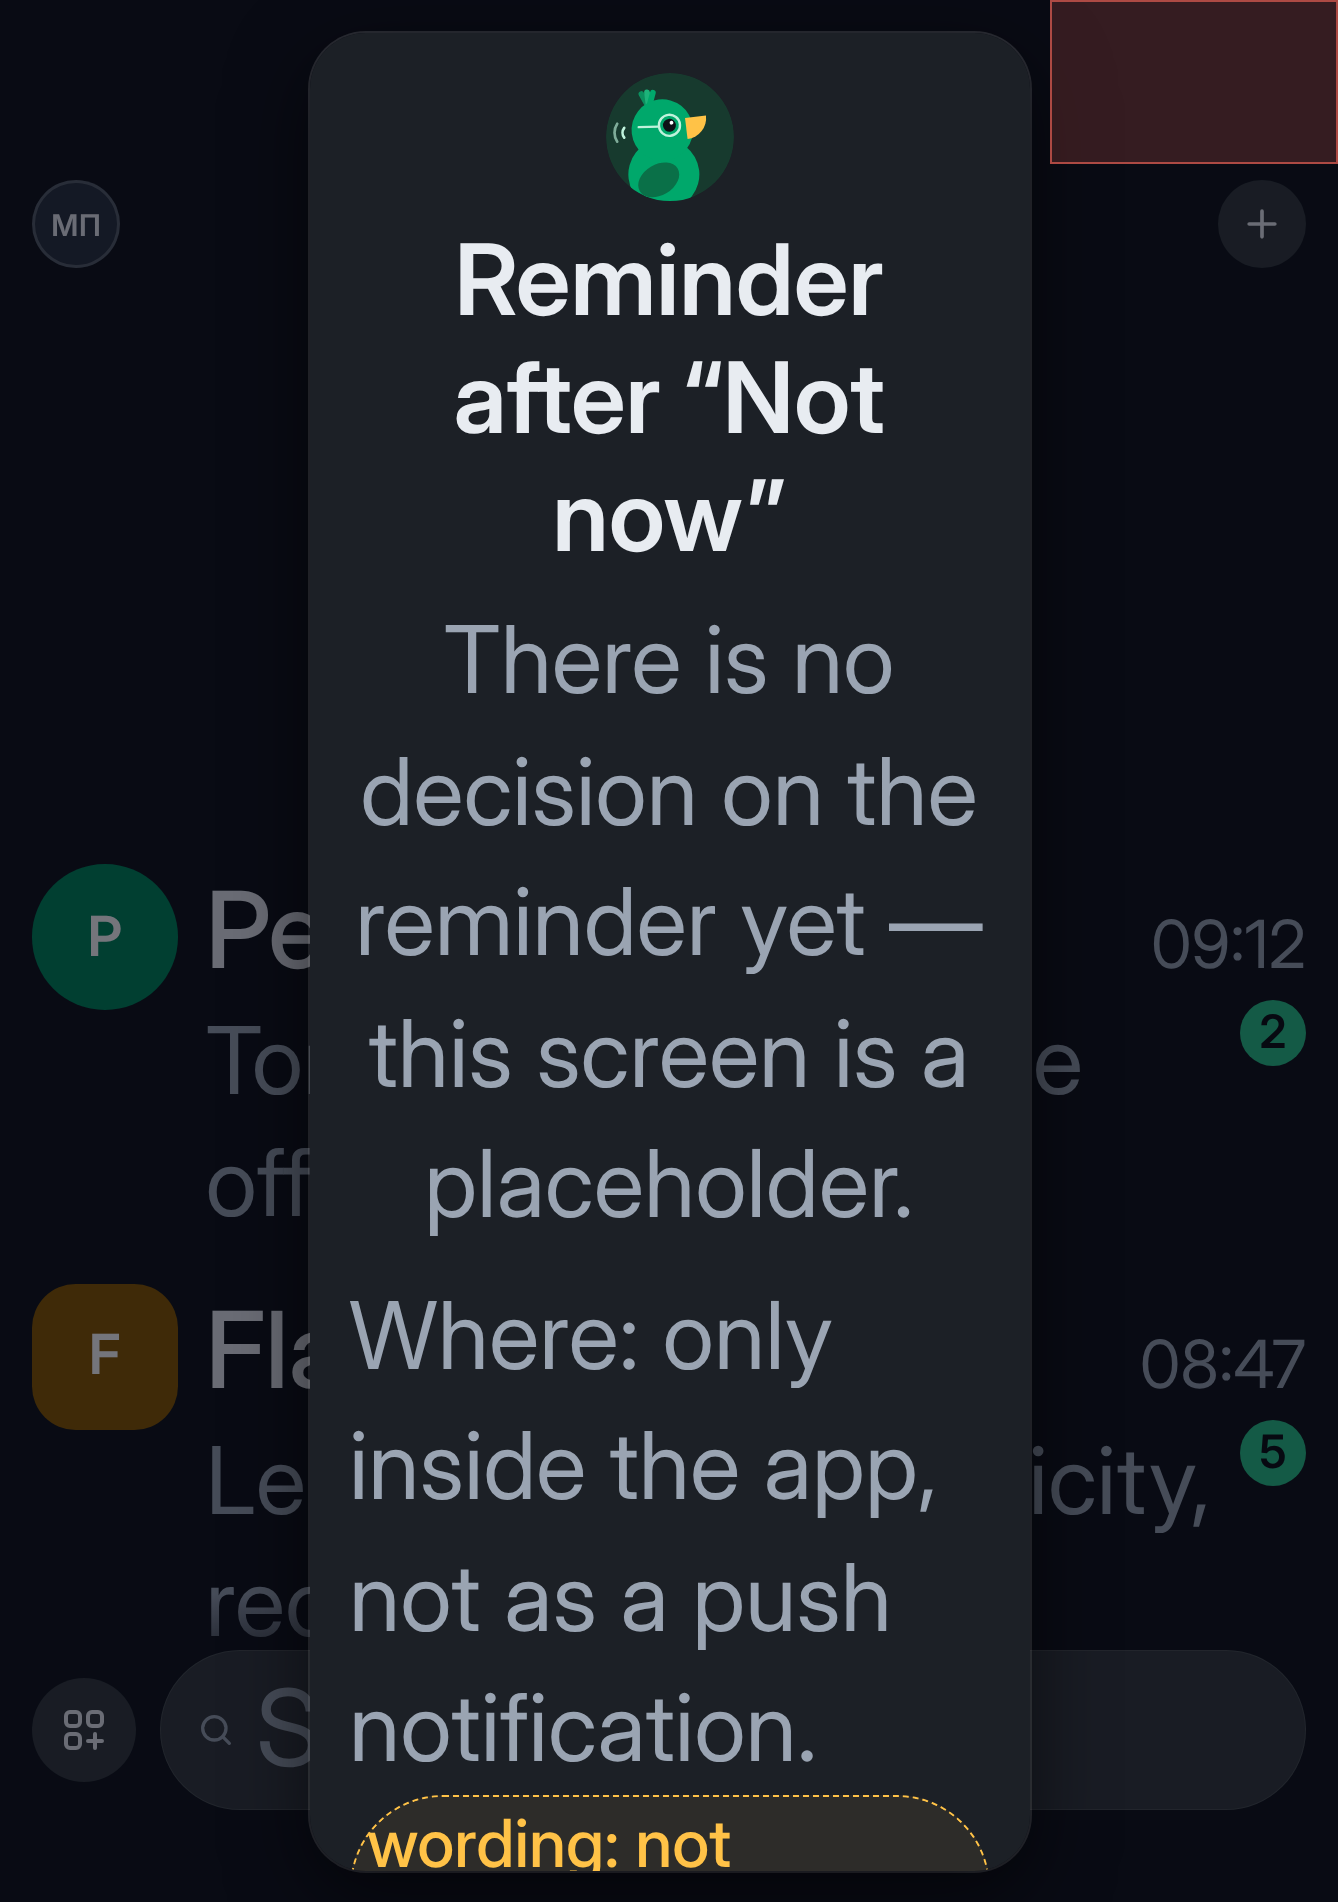 МП
Reminder
after “Not
now”
There is no
decision on the
reminder yet —
this screen is a
placeholder.
Where: only
inside the app,
not as a push
notification.
wording: not
P
09:12
2
F
08:47
5